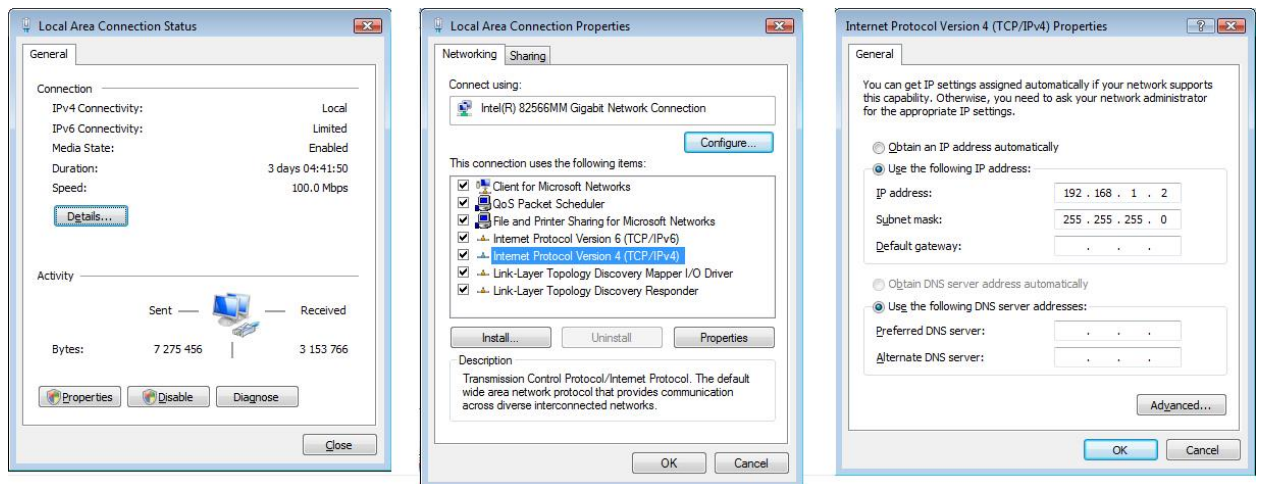 Local Area Connection Status
General
Connection
IPv4 Connectivity: Local
IPv6 Connectivity: Limited
Media State: Enabled
Duration: 3 days 04:41:50
Speed: 100.0 Mbps
Details...
Activity
Sent Received
Bytes: 7 275 456 3 153 766
Properties Disable Diagnose
Close
Local Area Connection Properties
Networking Sharing
Connect using:
Intel(R) 82566MM Gigabit Network Connection
Configure...
This connection uses the following items:
Client for Microsoft Networks
QoS Packet Scheduler
File and Printer Sharing for Microsoft Networks
Internet Protocol Version 6 (TCP/IPv6)
Internet Protocol Version 4 (TCP/IPv4)
Link-Layer Topology Discovery Mapper I/O Driver
Link-Layer Topology Discovery Responder
Install... Uninstall Properties
Description
Transmission Control Protocol/Internet Protocol. The default
wide area network protocol that provides communication
across diverse interconnected networks.
OK Cancel
Internet Protocol Version 4 (TCP/IPv4) Properties
General
You can get IP settings assigned automatically if your network supports
this capability. Otherwise, you need to ask your network administrator
for the appropriate IP settings.
Obtain an IP address automatically
Use the following IP address:
IP address: 192 . 168 . 1 . 2
Subnet mask: 255 . 255 . 255 . 0
Default gateway: . . .
Obtain DNS server address automatically
Use the following DNS server addresses:
Preferred DNS server: . . .
Alternate DNS server: . . .
Advanced...
OK Cancel